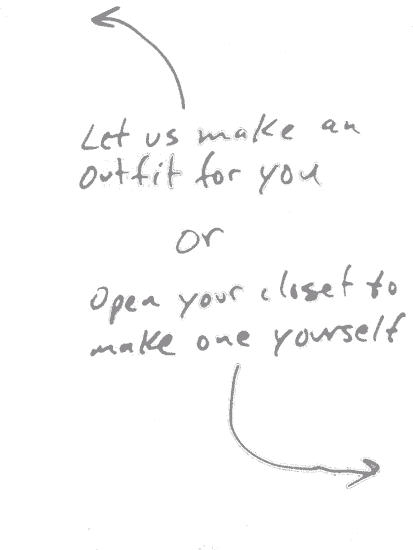 Let us make an
Outfit for you
Or
Open your closet to
make one yourself